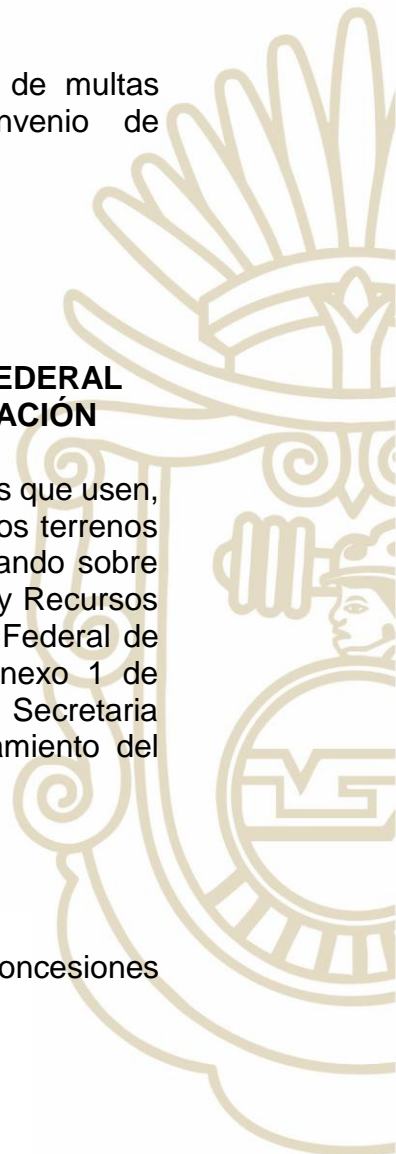 de multas
nvenio de
EDERAL
ACIÓN
s que usen,
os terrenos
ando sobre
y Recursos
Federal de
nexo 1 de
Secretaria
amiento del
oncesiones